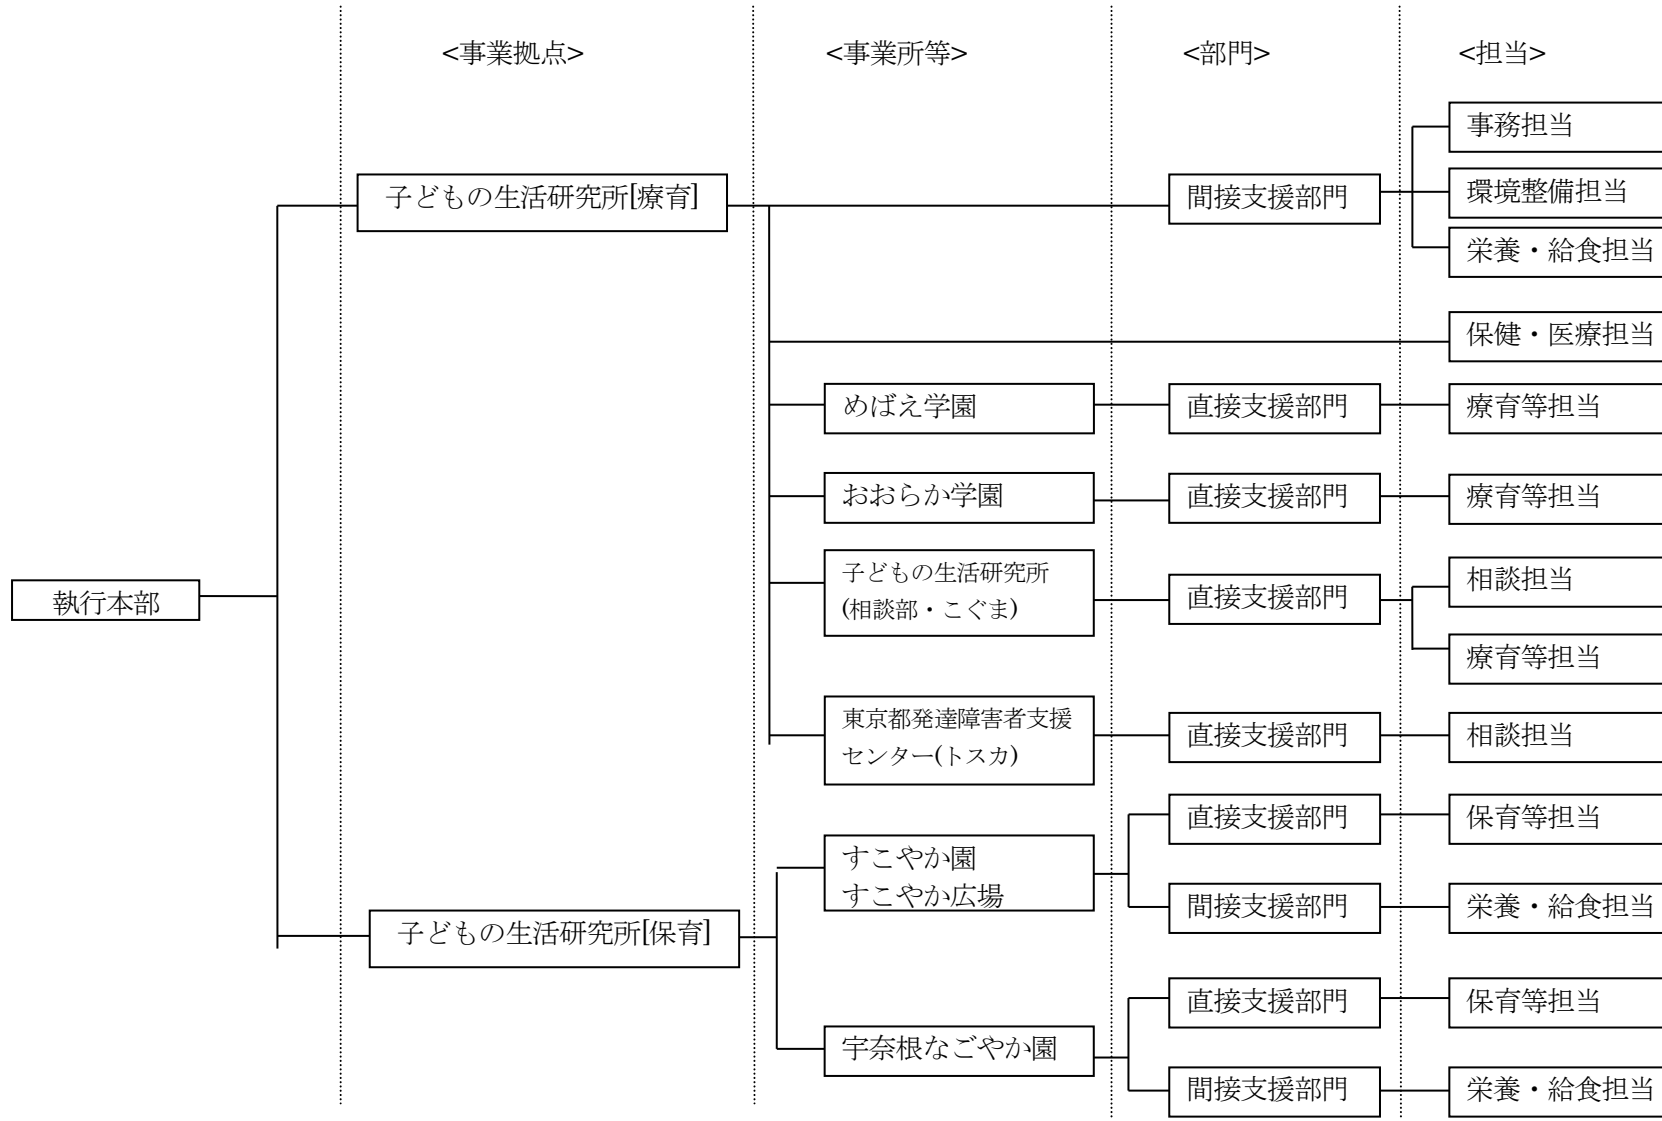 <事業拠点>
<事業所等>
<部門>
<担当>
事務担当
子どもの生活研究所[療育]
間接支援部門
環境整備担当
栄養・給食担当
保健・医療担当
めばえ学園
直接支援部門
療育等担当
おおらか学園
直接支援部門
療育等担当
子どもの生活研究所
(相談部・こぐま)
直接支援部門
相談担当
療育等担当
執行本部
東京都発達障害者支援
センター(トスカ)
直接支援部門
相談担当
すこやか園
すこやか広場
直接支援部門
保育等担当
間接支援部門
栄養・給食担当
子どもの生活研究所[保育]
宇奈根なごやか園
直接支援部門
保育等担当
間接支援部門
栄養・給食担当